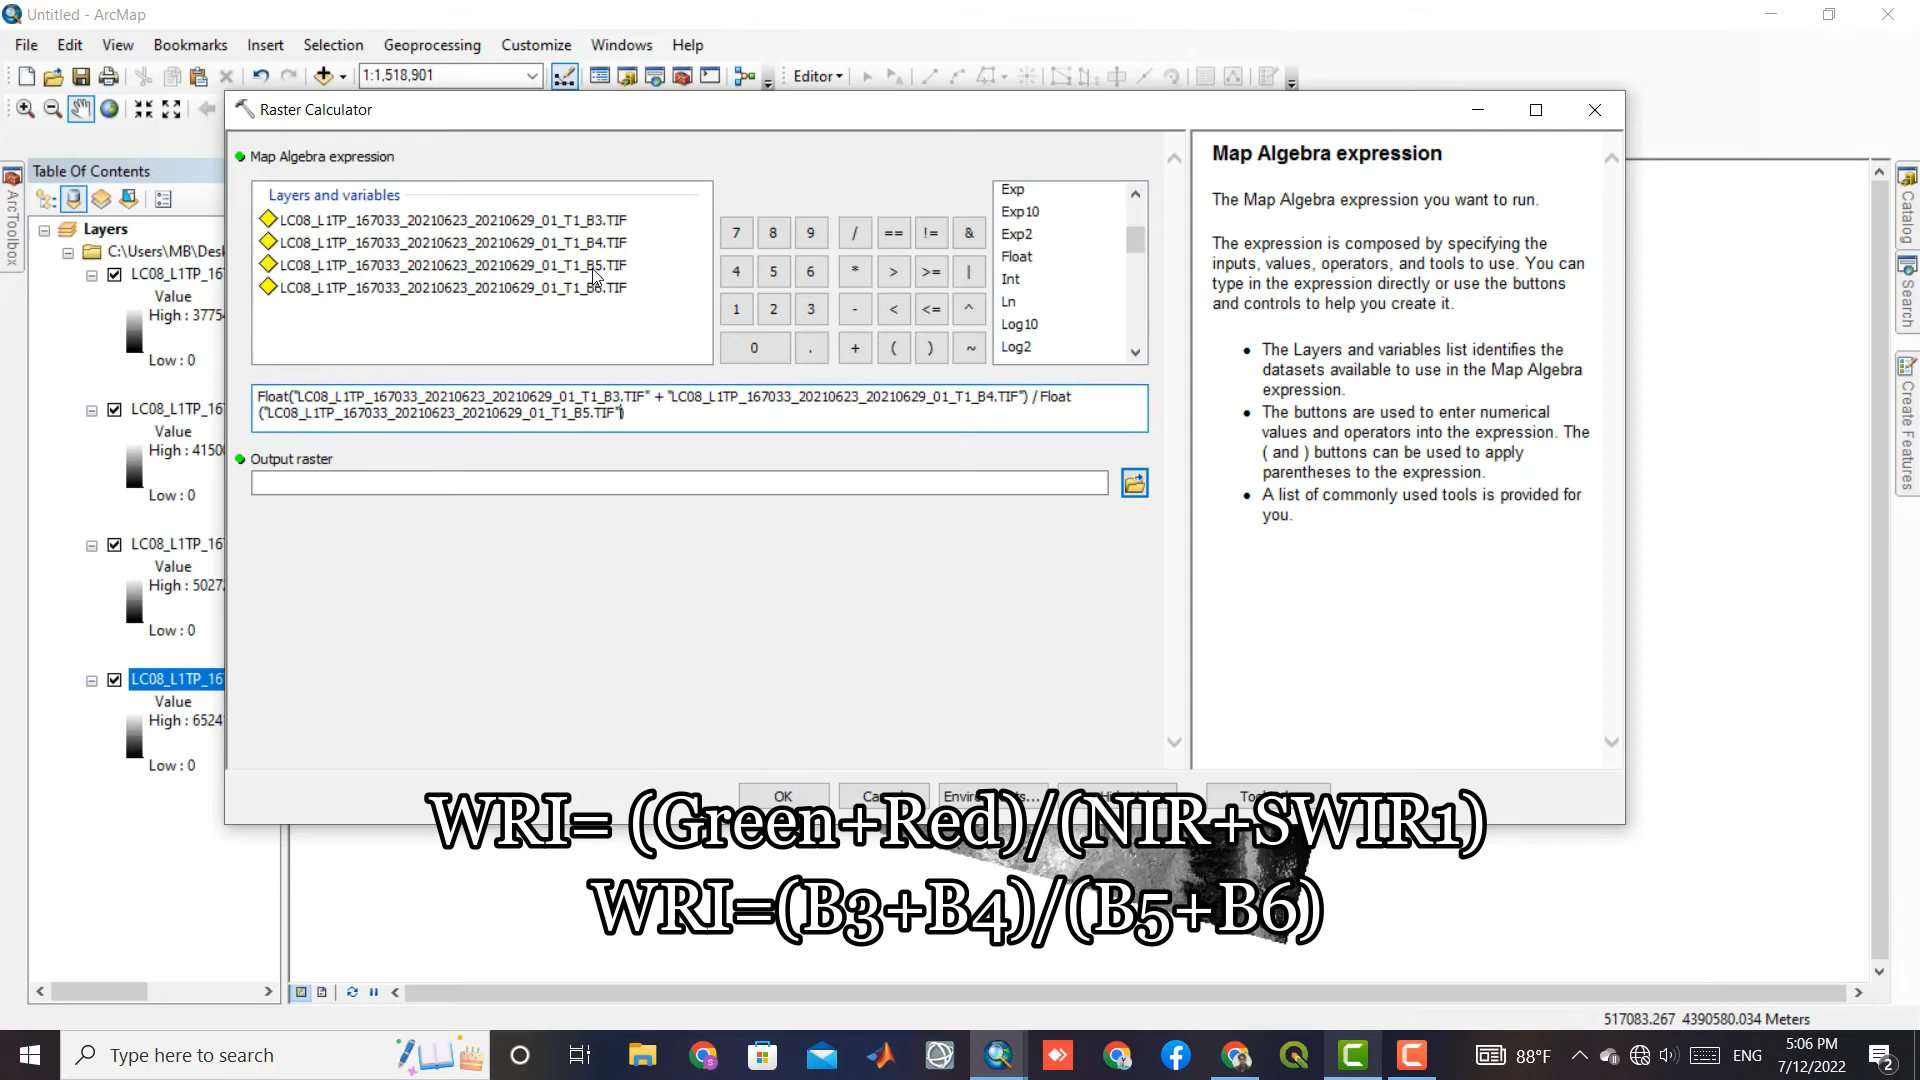 Untitled - ArcMap
File Edit View Bookmarks Insert Selection Geoprocessing Customize Windows Help
1:1,518,901
Editor
Raster Calculator
ArcToolbox
Table Of Contents
Layers
C:\Users\MB\Desk
LC08_L1TP_167
Value
High : 3775
Low : 0
LC08_L1TP_167
Value
High : 4150
Low : 0
LC08_L1TP_167
Value
High : 5027
Low : 0
LC08_L1TP_167
Value
High : 6524
Low : 0
Map Algebra expression
Layers and variables
LC08_L1TP_167033_20210623_20210629_01_T1_B3.TIF
LC08_L1TP_167033_20210623_20210629_01_T1_B4.TIF
LC08_L1TP_167033_20210623_20210629_01_T1_B5.TIF
LC08_L1TP_167033_20210623_20210629_01_T1_B6.TIF
7 8 9 / == != &
4 5 6 * > >= |
1 2 3 - < <= ^
0 . + ( ) ~
Exp
Exp10
Exp2
Float
Int
Ln
Log10
Log2
Float("LC08_L1TP_167033_20210623_20210629_01_T1_B3.TIF" + "LC08_L1TP_167033_20210623_20210629_01_T1_B4.TIF") / Float
("LC08_L1TP_167033_20210623_20210629_01_T1_B5.TIF")
Output raster
Map Algebra expression
The Map Algebra expression you want to run.
The expression is composed by specifying the
inputs, values, operators, and tools to use. You can
type in the expression directly or use the buttons
and controls to help you create it.
• The Layers and variables list identifies the
datasets available to use in the Map Algebra
expression.
• The buttons are used to enter numerical
values and operators into the expression. The
( and ) buttons can be used to apply
parentheses to the expression.
• A list of commonly used tools is provided for
you.
Catalog
Search
Create Features
OK
WRI= (Green+Red)/(NIR+SWIR1)
WRI=(B3+B4)/(B5+B6)
517083.267 4390580.034 Meters
Type here to search
88°F
ENG
5:06 PM
7/12/2022
2